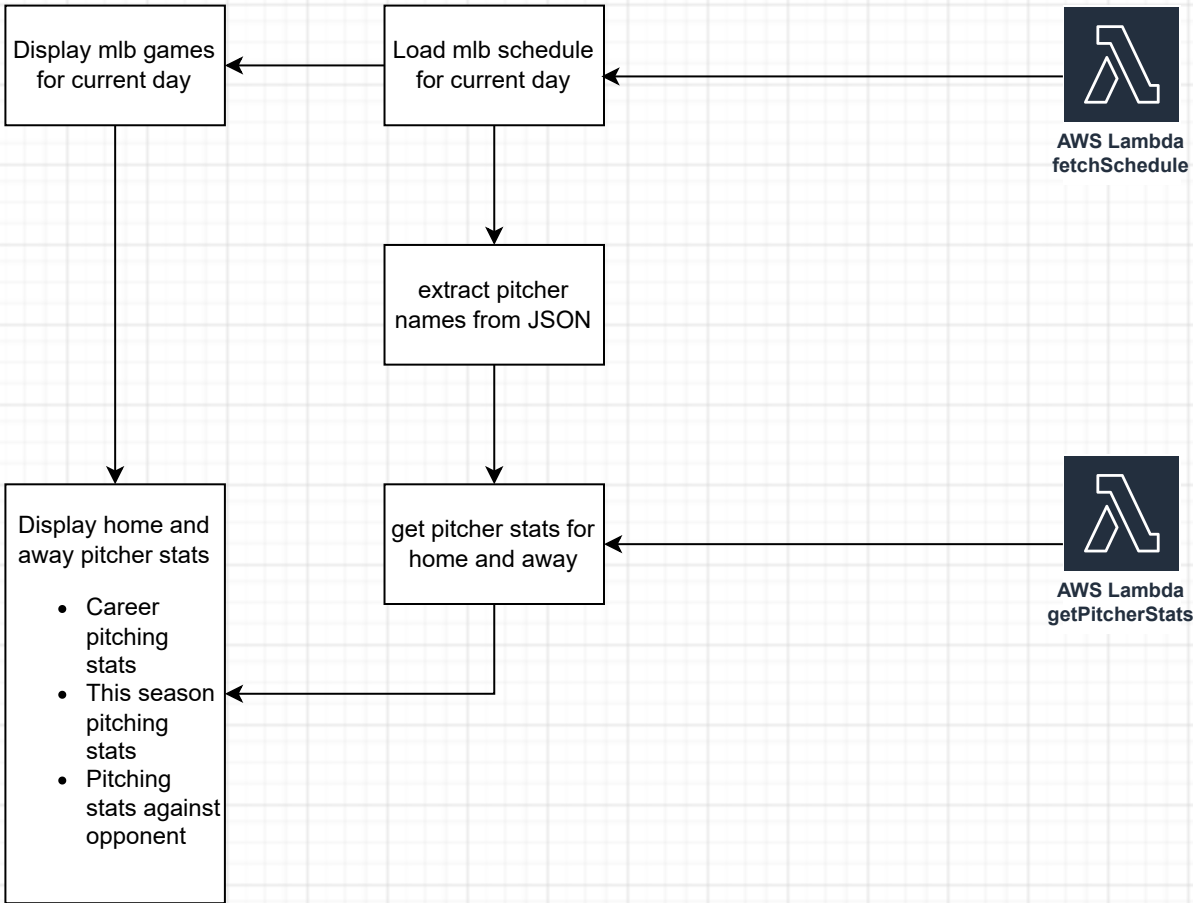 Display mlb games
for current day
Load mlb schedule
for current day
AWS Lambda
fetchSchedule
extract pitcher
names from JSON
Display home and
away pitcher stats
• Career
pitching
stats
• This season
pitching
stats
• Pitching
stats against
opponent
get pitcher stats for
home and away
AWS Lambda
getPitcherStats